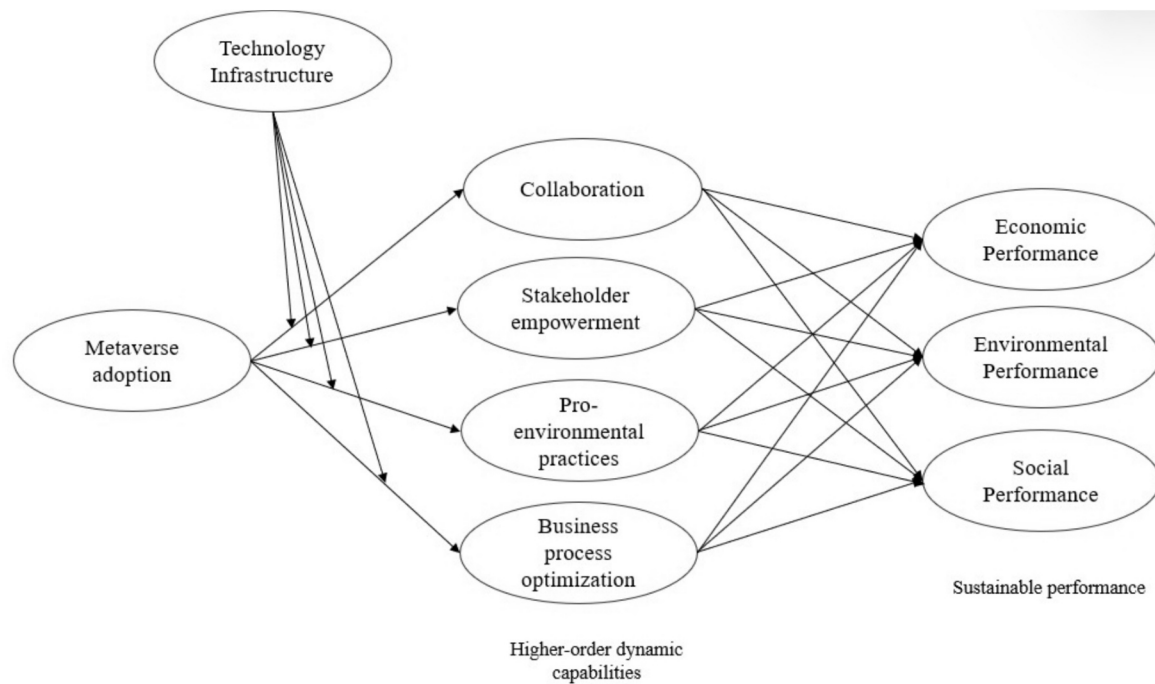 Technology
Infrastructure
Collaboration
Economic
Performance
Stakeholder
empowerment
Metaverse
adoption
Environmental
Performance
Pro-
environmental
practices
Social
Performance
Business
process
optimization
Sustainable performance
Higher-order dynamic
capabilities